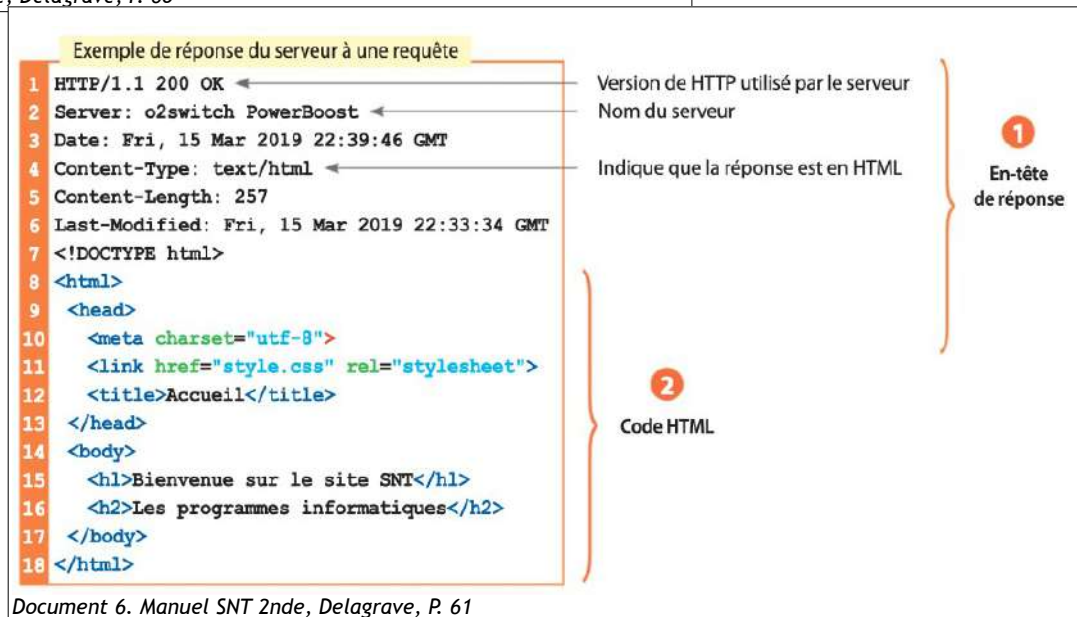 Delagrave, P.
Exemple de réponse du serveur à une requête
1 HTTP/1.1 200 OK
Version de HTTP utilisé par le serveur
2 Server: o2switch PowerBoost
Nom du serveur
3 Date: Fri, 15 Mar 2019 22:39:46 GMT
4 Content-Type: text/html
Indique que la réponse est en HTML
5 Content-Length: 257
6 Last-Modified: Fri, 15 Mar 2019 22:33:34 GMT
1
En-tête
de réponse
7 <!DOCTYPE html>
8 <html>
9 <head>
10 <meta charset="utf-8">
11 <link href="style.css" rel="stylesheet">
12 <title>Accueil</title>
13 </head>
14 <body>
15 <h1>Bienvenue sur le site SNT</h1>
16 <h2>Les programmes informatiques</h2>
17 </body>
18 </html>
2
Code HTML
Document 6. Manuel SNT 2nde, Delagrave, P. 61